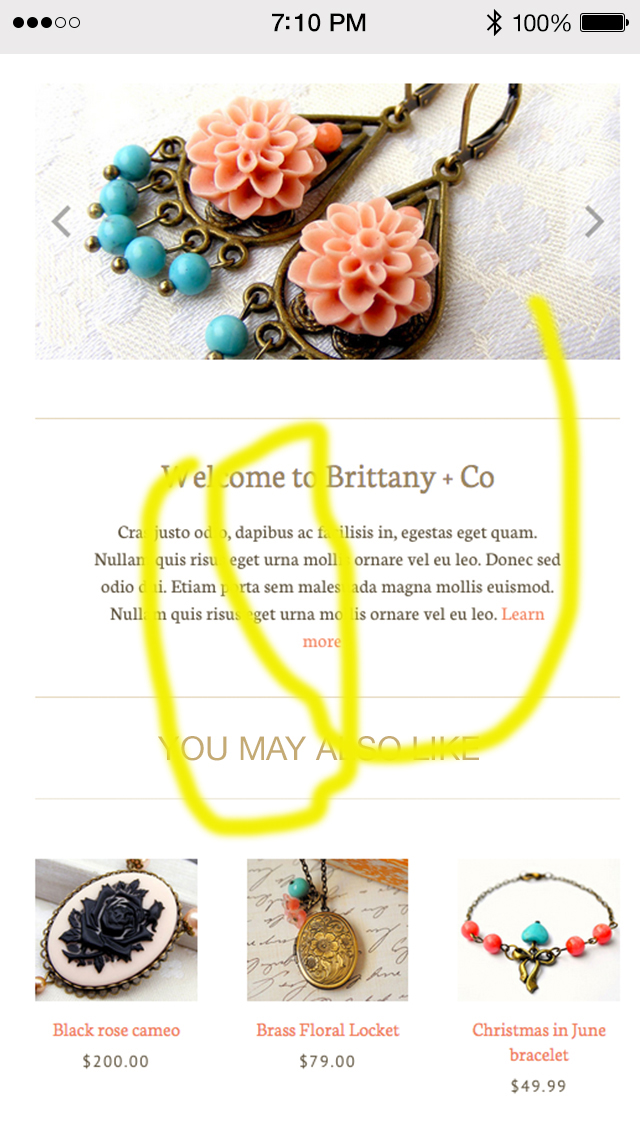 7:10 PM 100%
Welcome to Brittany + Co
Cras justo odio, dapibus ac facilisis in, egestas eget quam.
Nullam quis risus eget urna mollis ornare vel eu leo. Donec sed
odio dui. Etiam porta sem malesuada magna mollis euismod.
Nullam quis risus eget urna mollis ornare vel eu leo. Learn
more
YOU MAY ALSO LIKE
Black rose cameo
$200.00
Brass Floral Locket
$79.00
Christmas in June
bracelet
$49.99